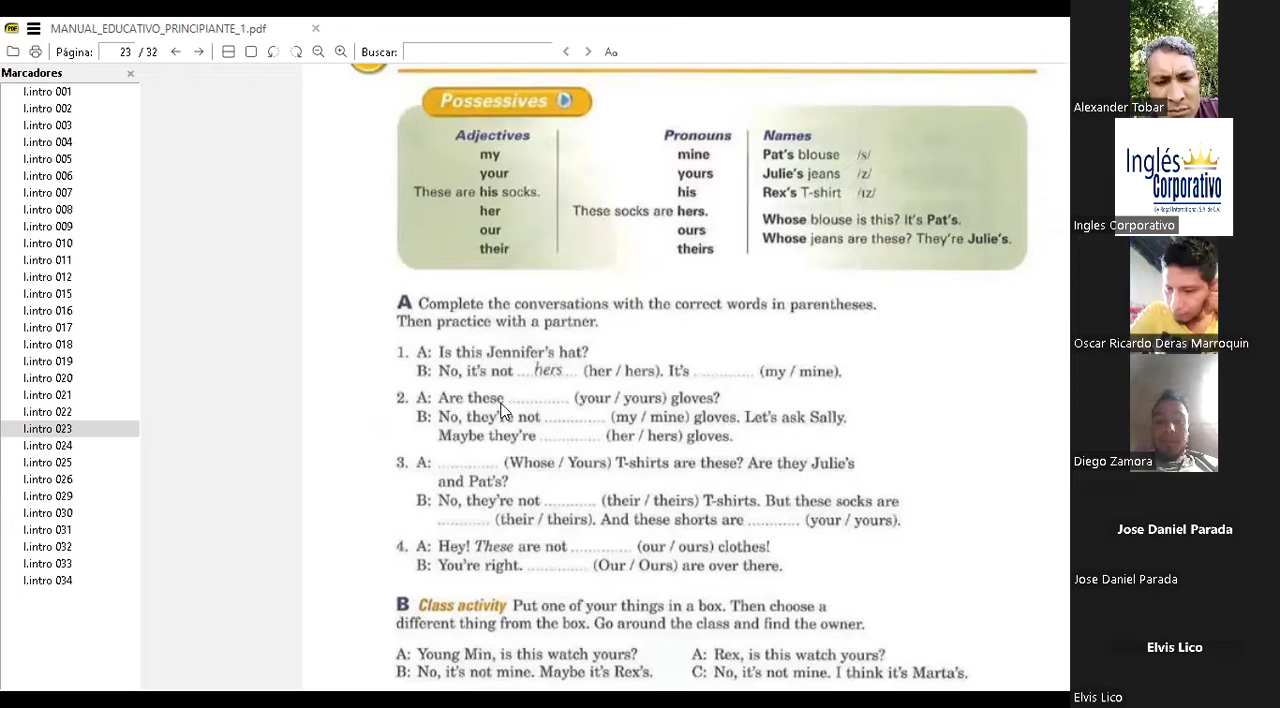 MANUAL_EDUCATIVO_PRINCIPIANTE_1.pdf
Página: 23 / 32 Buscar: Aa
Marcadores
I.intro 001
I.intro 002
I.intro 003
I.intro 004
I.intro 005
I.intro 006
I.intro 007
I.intro 008
I.intro 009
I.intro 010
I.intro 011
I.intro 012
I.intro 015
I.intro 016
I.intro 017
I.intro 018
I.intro 019
I.intro 020
I.intro 021
I.intro 022
I.intro 023
I.intro 024
I.intro 025
I.intro 026
I.intro 029
I.intro 030
I.intro 031
I.intro 032
I.intro 033
I.intro 034
Possessives
Adjectives
my
your
These are his socks.
her
our
their
Pronouns
mine
yours
his
These socks are hers.
ours
theirs
Names
Pat's blouse /s/
Julie's jeans /z/
Rex's T-shirt /ɪz/
Whose blouse is this? It's Pat's.
Whose jeans are these? They're Julie's.
A Complete the conversations with the correct words in parentheses.
Then practice with a partner.
1. A: Is this Jennifer's hat?
B: No, it's not ... hers ... (her / hers). It's ............ (my / mine).
2. A: Are these ............ (your / yours) gloves?
B: No, they're not ............ (my / mine) gloves. Let's ask Sally.
Maybe they're ............ (her / hers) gloves.
3. A: ............ (Whose / Yours) T-shirts are these? Are they Julie's
and Pat's?
B: No, they're not ............ (their / theirs) T-shirts. But these socks are
............ (their / theirs). And these shorts are ............ (your / yours).
4. A: Hey! These are not ............ (our / ours) clothes!
B: You're right. ............ (Our / Ours) are over there.
B Class activity Put one of your things in a box. Then choose a
different thing from the box. Go around the class and find the owner.
A: Young Min, is this watch yours?
B: No, it's not mine. Maybe it's Rex's.
A: Rex, is this watch yours?
C: No, it's not mine. I think it's Marta's.
Alexander Tobar
Inglés
Corporativo
By Regal International, S.A. de C.V.
Ingles Corporativo
Oscar Ricardo Deras Marroquin
Diego Zamora
Jose Daniel Parada
Jose Daniel Parada
Elvis Lico
Elvis Lico